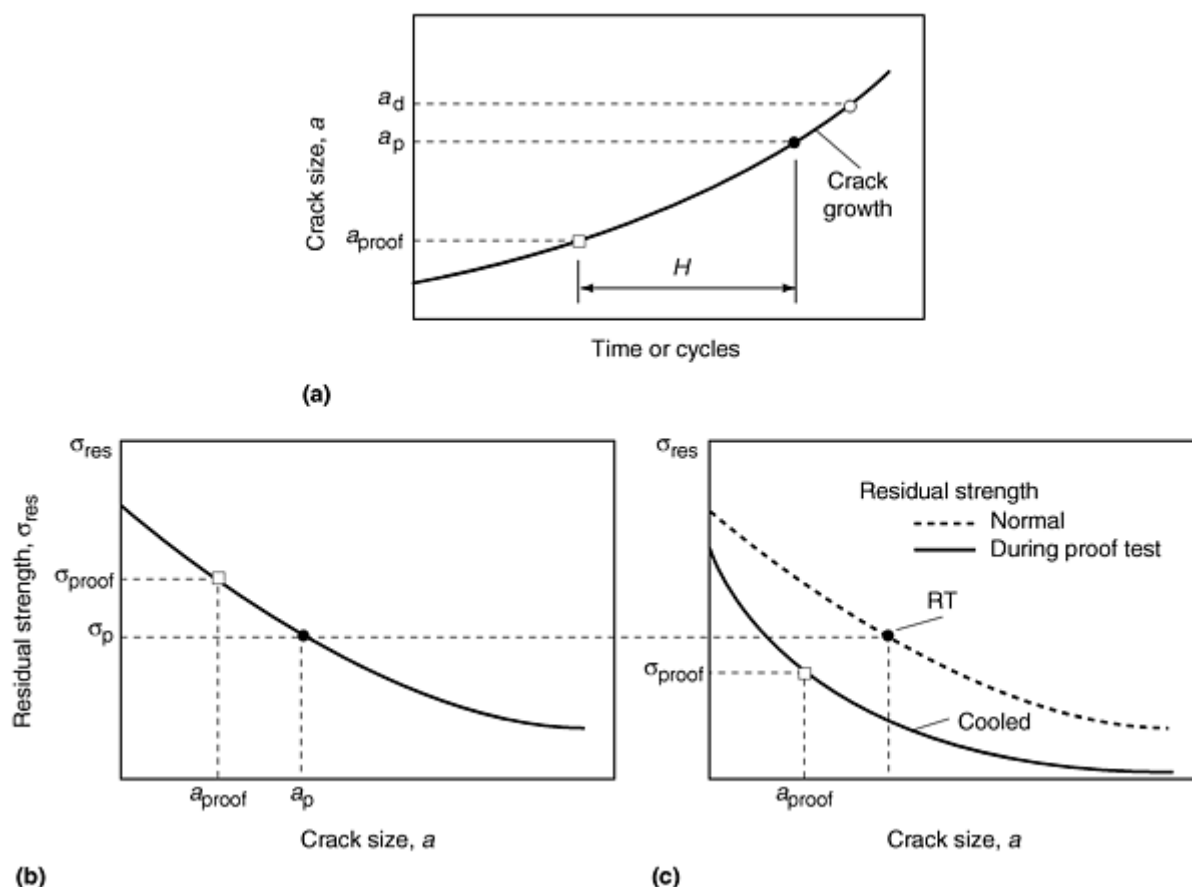 a_d
a_p
a_proof
Crack size, a
Crack
growth
H
Time or cycles
(a)
σ_res
Residual strength, σ_res
σ_proof
σ_p
a_proof
a_p
Crack size, a
(b)
σ_res
Residual strength
Normal
During proof test
RT
σ_proof
Cooled
a_proof
Crack size, a
(c)